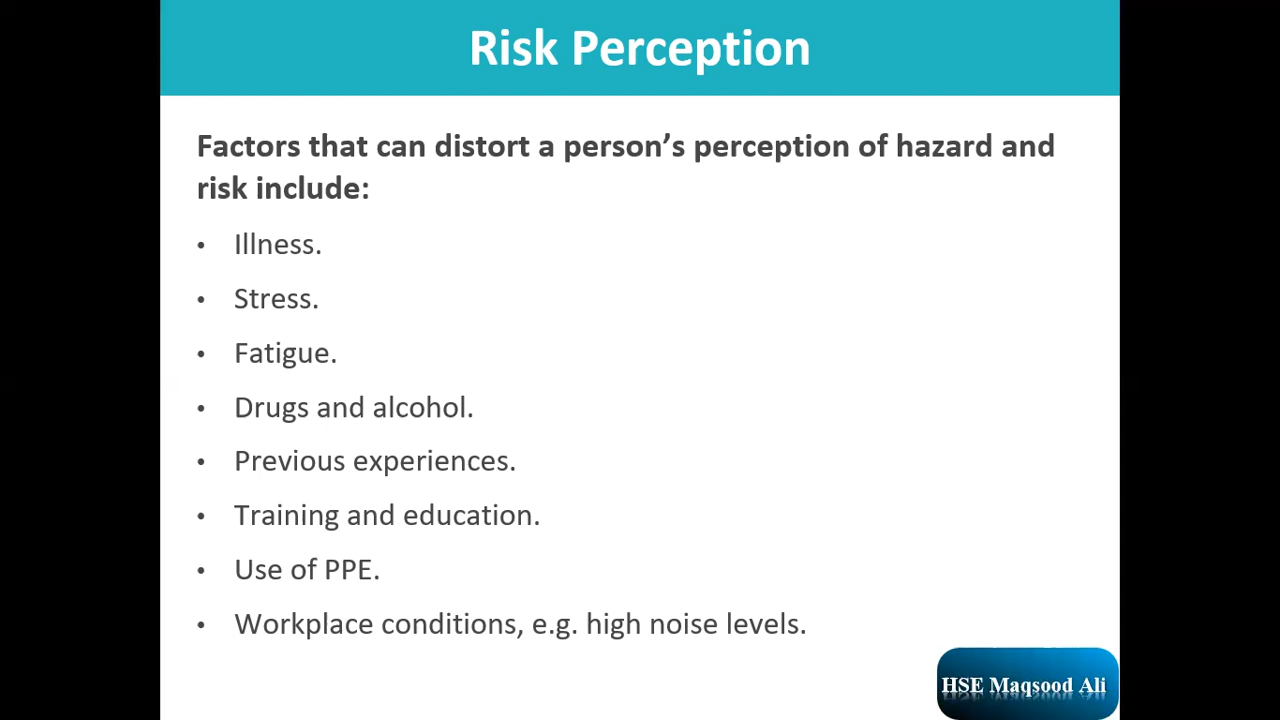 Risk Perception
Factors that can distort a person’s perception of hazard and
risk include:
• Illness.
• Stress.
• Fatigue.
• Drugs and alcohol.
• Previous experiences.
• Training and education.
• Use of PPE.
• Workplace conditions, e.g. high noise levels.
HSE Maqsood Ali